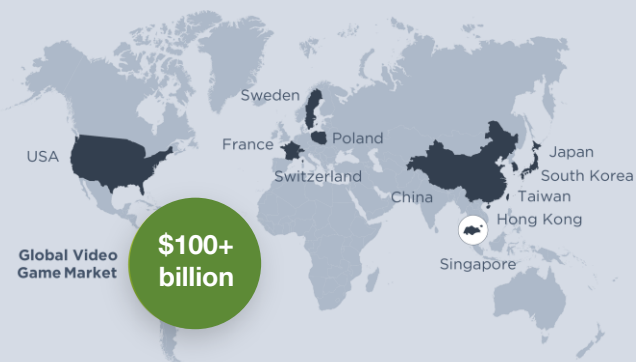 Sweden
France
Poland
USA
Switzerland
Japan
South Korea
China
Taiwan
Hong Kong
Singapore
Global Video
Game Market
$100+
billion